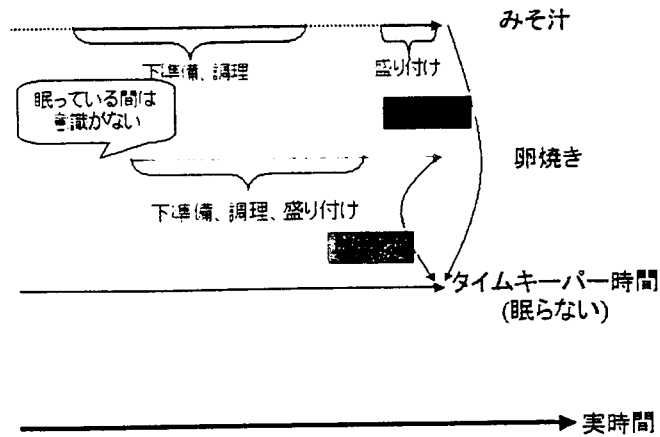 みそ汁
下準備、調理
盛り付け
眠っている間は
意識がない
卵焼き
下準備、調理、盛り付け
タイムキーパー時間
(眠らない)
実時間